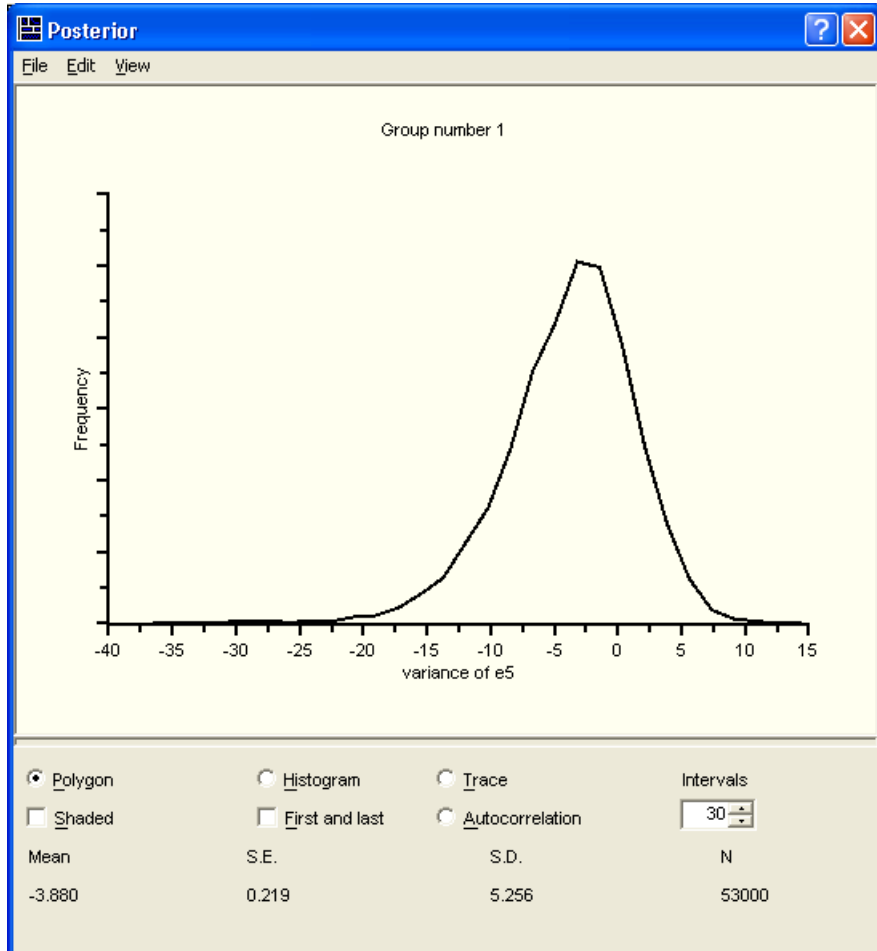 Posterior
File Edit View
Group number 1
Frequency
-40 -35 -30 -25 -20 -15 -10 -5 0 5 10 15
variance of e5
Polygon Histogram Trace Intervals
Shaded First and last Autocorrelation 30
Mean S.E. S.D. N
-3.880 0.219 5.256 53000